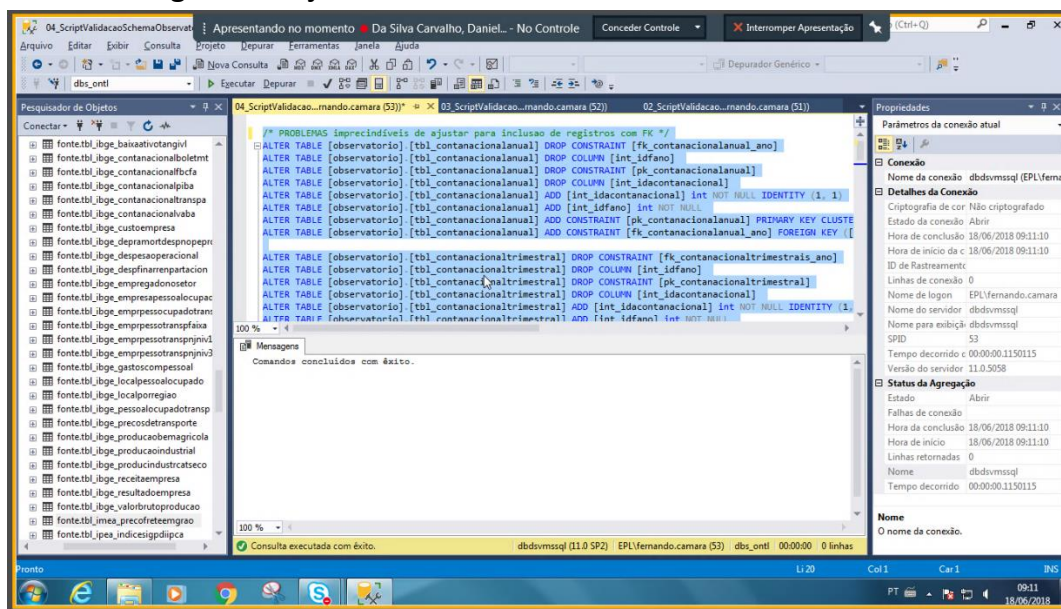 04_ScriptValidacaoSchemaObservat
Apresentando no momento Da Silva Carvalho, Daniel... - No Controle
Conceder Controle
Interromper Apresentação
(Ctrl+Q)
Arquivo Editar Exibir Consulta Projeto Depurar Ferramentas Janela Ajuda
Nova Consulta
Depurador Genérico
dbs_ontl
Executar Depurar
Pesquisador de Objetos
Conectar
fonte.tbl_ibge_baixaativotangivl
fonte.tbl_ibge_contanacionalboletmt
fonte.tbl_ibge_contanacionalfbcfa
fonte.tbl_ibge_contanacionalpiba
fonte.tbl_ibge_contanacionaltranspa
fonte.tbl_ibge_contanacionalvaba
fonte.tbl_ibge_custoempresa
fonte.tbl_ibge_depramortdespnopepr
fonte.tbl_ibge_despesaoperacional
fonte.tbl_ibge_despfinarrenpartacion
fonte.tbl_ibge_empregadonosetor
fonte.tbl_ibge_empresapessoalocupac
fonte.tbl_ibge_emprpessocupadotrans
fonte.tbl_ibge_emprpessotranspfaixa
fonte.tbl_ibge_emprpessotranspnjniv1
fonte.tbl_ibge_emprpessotranspnjniv3
fonte.tbl_ibge_gastoscompessoal
fonte.tbl_ibge_localpessoalocupado
fonte.tbl_ibge_localporregiao
fonte.tbl_ibge_pessoalocupadotransp
fonte.tbl_ibge_precosdetransporte
fonte.tbl_ibge_producaobemagricola
fonte.tbl_ibge_producaoindustrial
fonte.tbl_ibge_producindustrcatseco
fonte.tbl_ibge_receitaempresa
fonte.tbl_ibge_resultadoempresa
fonte.tbl_ibge_valorbrutoproducao
fonte.tbl_imea_precofreteemgrao
fonte.tbl_ipea_indicesigpdiipca
04_ScriptValidacao...rnando.camara (53))*
03_ScriptValidacao...rnando.camara (52))
02_ScriptValidacao...rnando.camara (51))
/* PROBLEMAS imprecindíveis de ajustar para inclusao de registros com FK */
ALTER TABLE [observatorio].[tbl_contanacionalanual] DROP CONSTRAINT [fk_contanacionalanual_ano]
ALTER TABLE [observatorio].[tbl_contanacionalanual] DROP COLUMN [int_idfano]
ALTER TABLE [observatorio].[tbl_contanacionalanual] DROP CONSTRAINT [pk_contanacionalanual]
ALTER TABLE [observatorio].[tbl_contanacionalanual] DROP COLUMN [int_idacontanacional]
ALTER TABLE [observatorio].[tbl_contanacionalanual] ADD [int_idacontanacional] int NOT NULL IDENTITY (1, 1)
ALTER TABLE [observatorio].[tbl_contanacionalanual] ADD [int_idfano] int NOT NULL
ALTER TABLE [observatorio].[tbl_contanacionalanual] ADD CONSTRAINT [pk_contanacionalanual] PRIMARY KEY CLUSTE
ALTER TABLE [observatorio].[tbl_contanacionalanual] ADD CONSTRAINT [fk_contanacionalanual_ano] FOREIGN KEY ([
ALTER TABLE [observatorio].[tbl_contanacionaltrimestral] DROP CONSTRAINT [fk_contanacionaltrimestrais_ano]
ALTER TABLE [observatorio].[tbl_contanacionaltrimestral] DROP COLUMN [int_idfano]
ALTER TABLE [observatorio].[tbl_contanacionaltrimestral] DROP CONSTRAINT [pk_contanacionaltrimestral]
ALTER TABLE [observatorio].[tbl_contanacionaltrimestral] DROP COLUMN [int_idacontanacional]
ALTER TABLE [observatorio].[tbl_contanacionaltrimestral] ADD [int_idacontanacional] int NOT NULL IDENTITY (1,
ALTER TABLE [observatorio].[tbl_contanacionaltrimestral] ADD [int_idfano] int NOT NULL
100 %
Mensagens
Comandos concluídos com êxito.
100 %
Consulta executada com êxito.
dbdsvmssql (11.0 SP2) EPL\fernando.camara (53) dbs_ontl 00:00:00 0 linhas
Propriedades
Parâmetros da conexão atual
Conexão
Nome da conexão dbdsvmssql (EPL\ferna
Detalhes da Conexão
Criptografia de cor Não criptografado
Estado da conexão Abrir
Hora de conclusão 18/06/2018 09:11:10
Hora de início da c 18/06/2018 09:11:10
ID de Rastreamento
Linhas de conexão 0
Nome de logon EPL\fernando.camara
Nome do servidor dbdsvmssql
Nome para exibiçã dbdsvmssql
SPID 53
Tempo decorrido c 00:00:00.1150115
Versão do servidor 11.0.5058
Status da Agregação
Estado Abrir
Falhas de conexão
Hora da conclusão 18/06/2018 09:11:10
Hora de início 18/06/2018 09:11:10
Linhas retornadas 0
Nome dbdsvmssql
Tempo decorrido 00:00:00.1150115
Nome
O nome da conexão.
Pronto
Li 20 Col 1 Car 1 INS
PT
09:11
18/06/2018